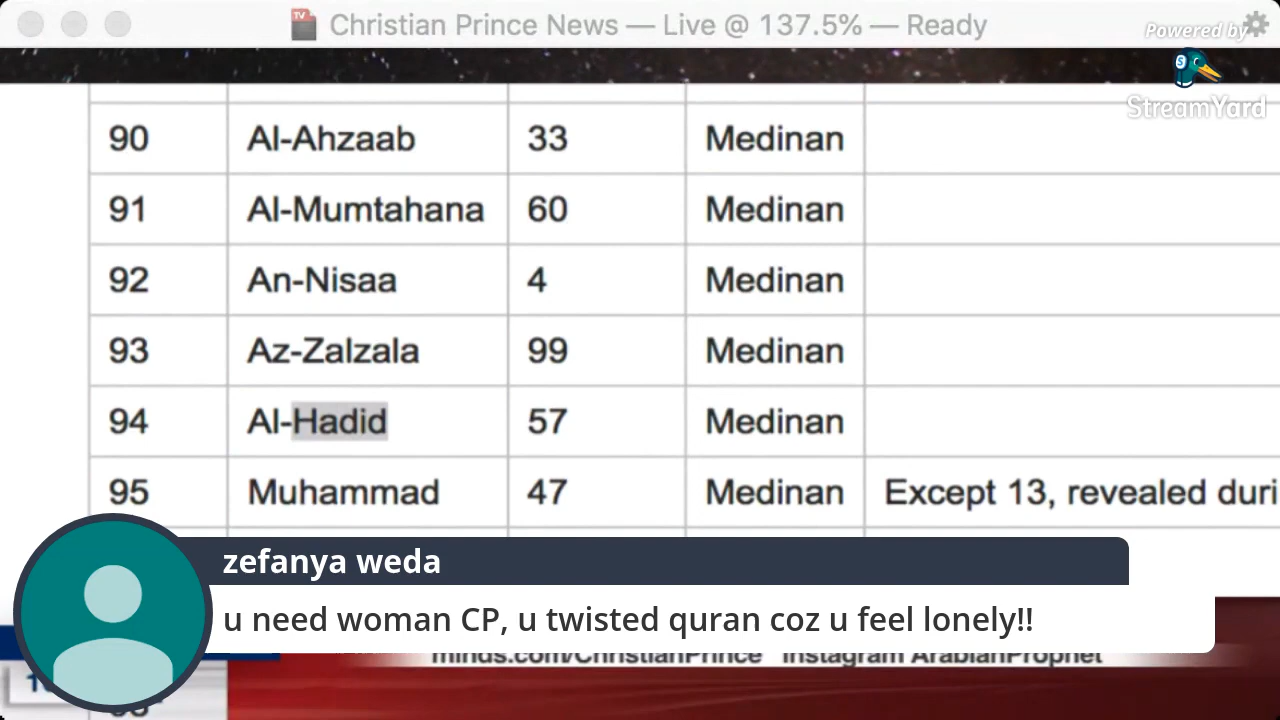 Christian Prince News — Live @ 137.5% — Ready
Powered by
StreamYard
90 Al-Ahzaab 33 Medinan
91 Al-Mumtahana 60 Medinan
92 An-Nisaa 4 Medinan
93 Az-Zalzala 99 Medinan
94 Al-Hadid 57 Medinan
95 Muhammad 47 Medinan Except 13, revealed duri
zefanya weda
u need woman CP, u twisted quran coz u feel lonely!!
minds.com/ChristianPrince Instagram ArabianProphet